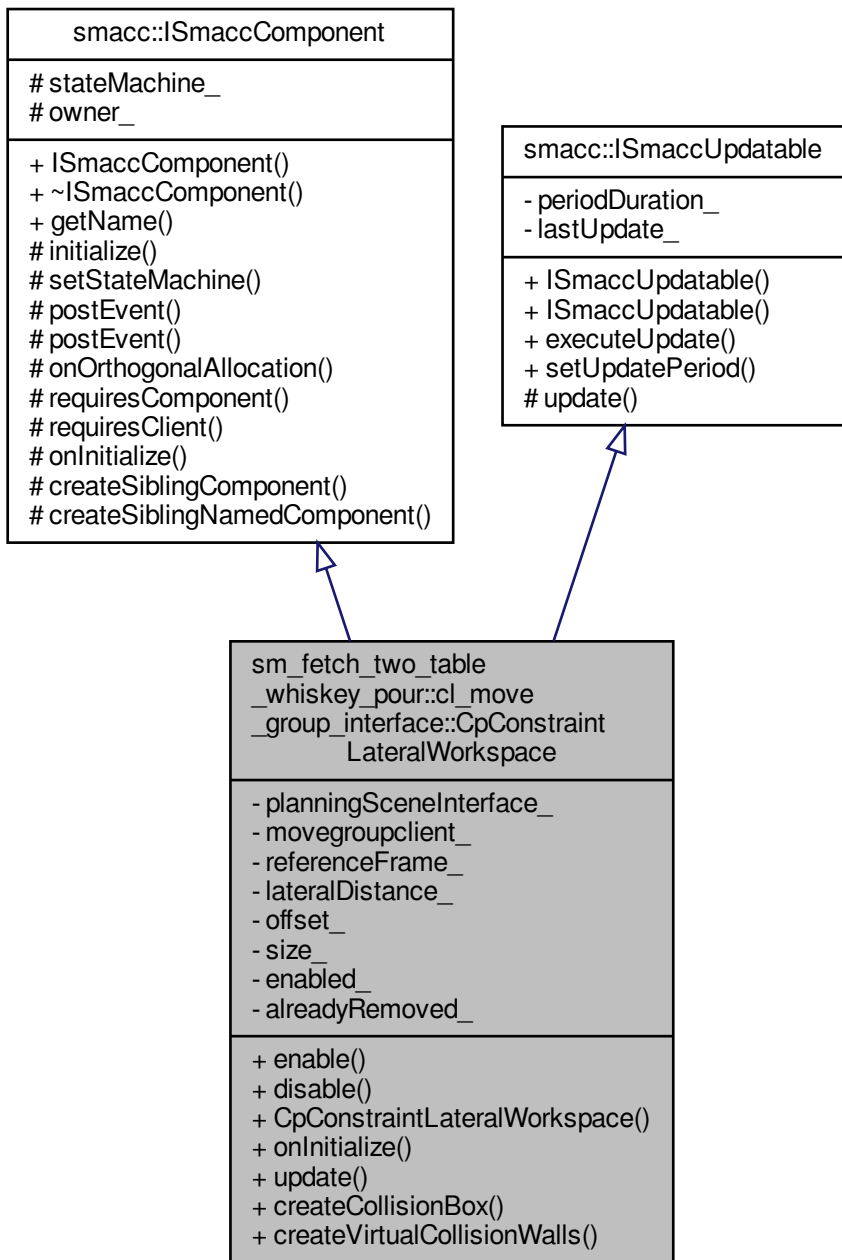 smacc::ISmaccComponent
# stateMachine_
# owner_
+ ISmaccComponent()
+ ~ISmaccComponent()
+ getName()
# initialize()
# setStateMachine()
# postEvent()
# postEvent()
# onOrthogonalAllocation()
# requiresComponent()
# requiresClient()
# onInitialize()
# createSiblingComponent()
# createSiblingNamedComponent()
smacc::ISmaccUpdatable
- periodDuration_
- lastUpdate_
+ ISmaccUpdatable()
+ ISmaccUpdatable()
+ executeUpdate()
+ setUpdatePeriod()
# update()
sm_fetch_two_table
_whiskey_pour::cl_move
_group_interface::CpConstraint
LateralWorkspace
- planningSceneInterface_
- movegroupclient_
- referenceFrame_
- lateralDistance_
- offset_
- size_
- enabled_
- alreadyRemoved_
+ enable()
+ disable()
+ CpConstraintLateralWorkspace()
+ onInitialize()
+ update()
+ createCollisionBox()
+ createVirtualCollisionWalls()